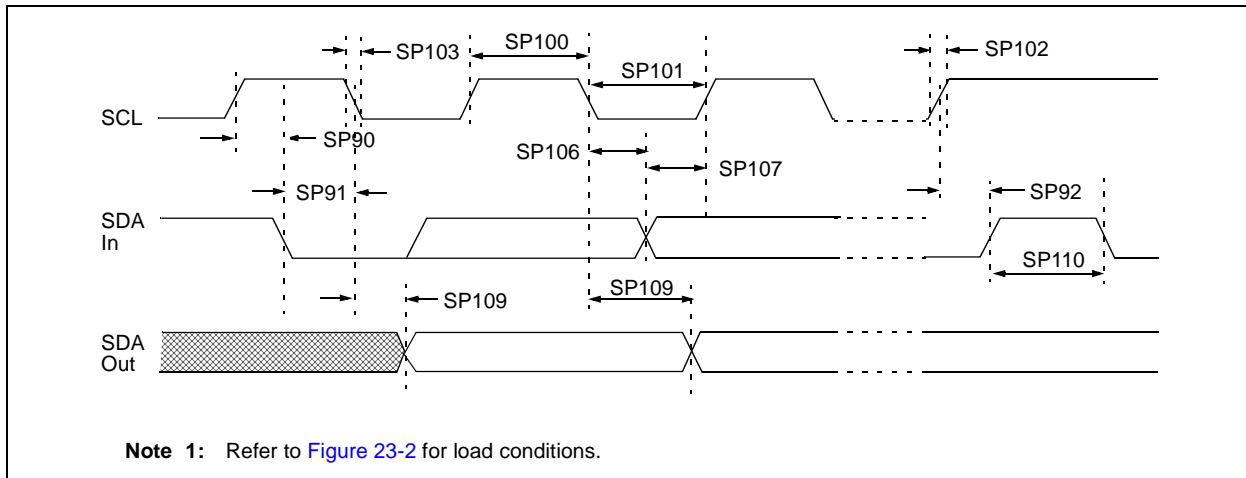 SP103
SP100
SP101
SP102
SCL
SP90
SP106
SP107
SP91
SP92
SDA
In
SP110
SP109
SP109
SDA
Out
Note 1: Refer to Figure 23-2 for load conditions.